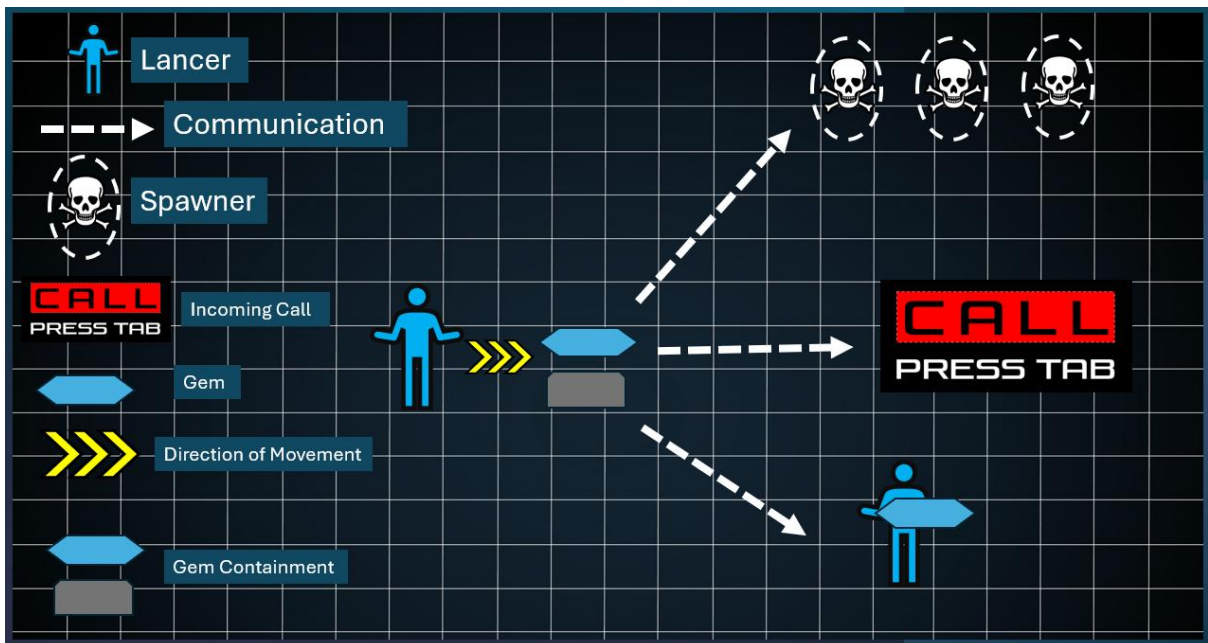 Lancer
Communication
Spawner
CALL
PRESS TAB
Incoming Call
Gem
Direction of Movement
Gem Containment
CALL
PRESS TAB